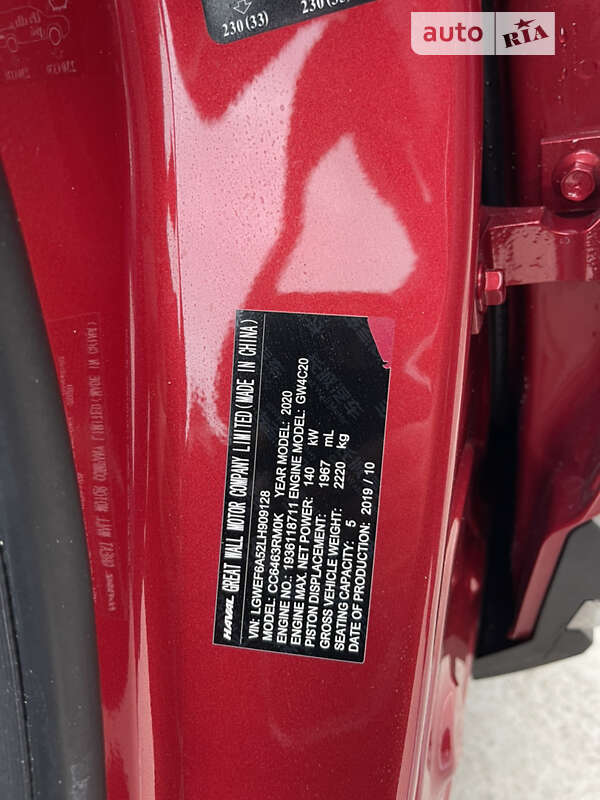 230 (33)
230 (33)
auto RIA
HAVAL GREAT WALL MOTOR COMPANY LIMITED (MADE IN CHINA)
VIN: LGWEF6A52LH909128
MODEL: CC6463RM0K YEAR MODEL: 2020
ENGINE NO.: 1936118711 ENGINE MODEL: GW4C20
ENGINE MAX. NET POWER: 140 kW
PISTON DISPLACEMENT: 1967 mL
GROSS VEHICLE WEIGHT: 2220 kg
SEATING CAPACITY: 5
DATE OF PRODUCTION: 2019 / 10